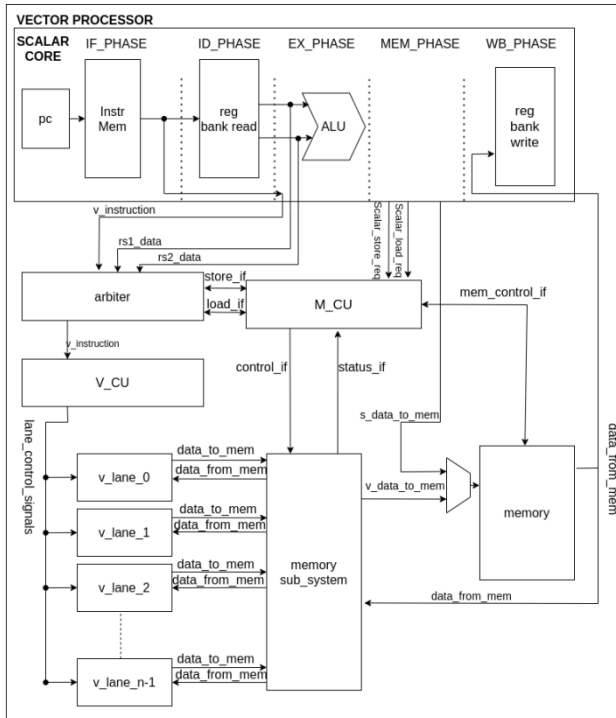 VECTOR PROCESSOR
SCALAR
CORE
IF_PHASE
ID_PHASE
EX_PHASE
MEM_PHASE
WB_PHASE
pc
Instr
Mem
reg
bank read
ALU
reg
bank
write
v_instruction
rs1_data
rs2_data
Scalar_store_req
Scalar_load_req
arbiter
store_if
load_if
M_CU
mem_control_if
v_instruction
V_CU
control_if
status_if
s_data_to_mem
data_from_mem
lane_control_signals
v_lane_0
data_to_mem
data_from_mem
v_data_to_mem
v_lane_1
data_to_mem
data_from_mem
memory
sub_system
memory
v_lane_2
data_to_mem
data_from_mem
data_from_mem
v_lane_n-1
data_to_mem
data_from_mem